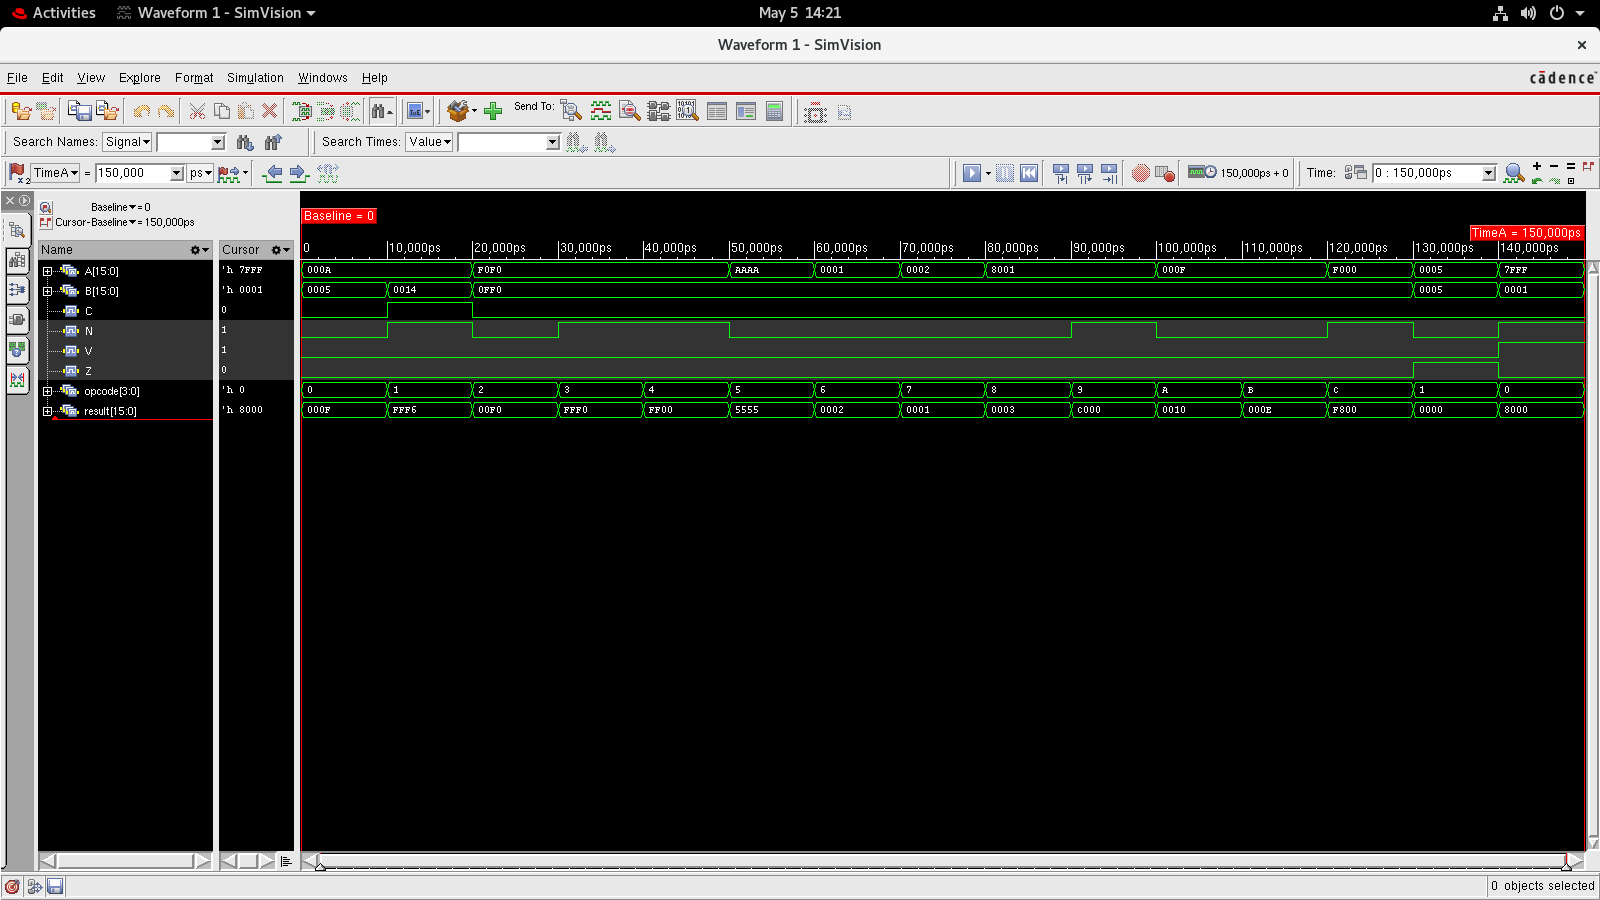 Activities Waveform 1 - SimVision May 5 14:21
Waveform 1 - SimVision
File Edit View Explore Format Simulation Windows Help cādence
Send To:
Search Names: Signal Search Times: Value
TimeA = 150,000 ps 150,000ps + 0 Time: 0 : 150,000ps
Baseline = 0
Cursor-Baseline = 150,000ps
Baseline = 0
TimeA = 150,000ps
Name Cursor 0 10,000ps 20,000ps 30,000ps 40,000ps 50,000ps 60,000ps 70,000ps 80,000ps 90,000ps 100,000ps 110,000ps 120,000ps 130,000ps 140,000ps
A[15:0] 'h 7FFF 000A F0F0 AAAA 0001 0002 8001 000F F000 0005 7FFF
B[15:0] 'h 0001 0005 0014 0FF0 0005 0001
C 0
N 1
V 1
Z 0
opcode[3:0] 'h 0 0 1 2 3 4 5 6 7 8 9 A B C 1 0
result[15:0] 'h 8000 000F FFF6 00F0 FFF0 FF00 5555 0002 0001 0003 C000 0010 000E F800 0000 8000
0 objects selected